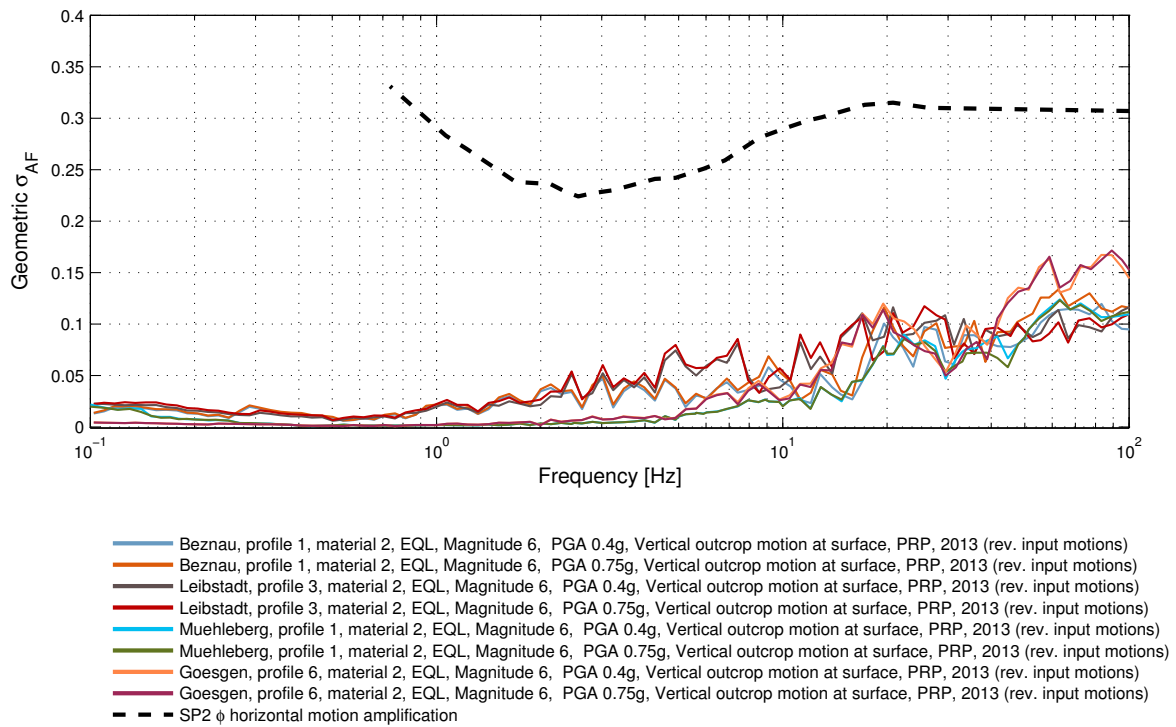 0.4
0.35
0.3
0.25
0.2
0.15
0.1
0.05
0
Geometric σ_AF
10^-1
10^0
10^1
10^2
Frequency [Hz]
Beznau, profile 1, material 2, EQL, Magnitude 6, PGA 0.4g, Vertical outcrop motion at surface, PRP, 2013 (rev. input motions)
Beznau, profile 1, material 2, EQL, Magnitude 6, PGA 0.75g, Vertical outcrop motion at surface, PRP, 2013 (rev. input motions)
Leibstadt, profile 3, material 2, EQL, Magnitude 6, PGA 0.4g, Vertical outcrop motion at surface, PRP, 2013 (rev. input motions)
Leibstadt, profile 3, material 2, EQL, Magnitude 6, PGA 0.75g, Vertical outcrop motion at surface, PRP, 2013 (rev. input motions)
Muehleberg, profile 1, material 2, EQL, Magnitude 6, PGA 0.4g, Vertical outcrop motion at surface, PRP, 2013 (rev. input motions)
Muehleberg, profile 1, material 2, EQL, Magnitude 6, PGA 0.75g, Vertical outcrop motion at surface, PRP, 2013 (rev. input motions)
Goesgen, profile 6, material 2, EQL, Magnitude 6, PGA 0.4g, Vertical outcrop motion at surface, PRP, 2013 (rev. input motions)
Goesgen, profile 6, material 2, EQL, Magnitude 6, PGA 0.75g, Vertical outcrop motion at surface, PRP, 2013 (rev. input motions)
SP2 ϕ horizontal motion amplification